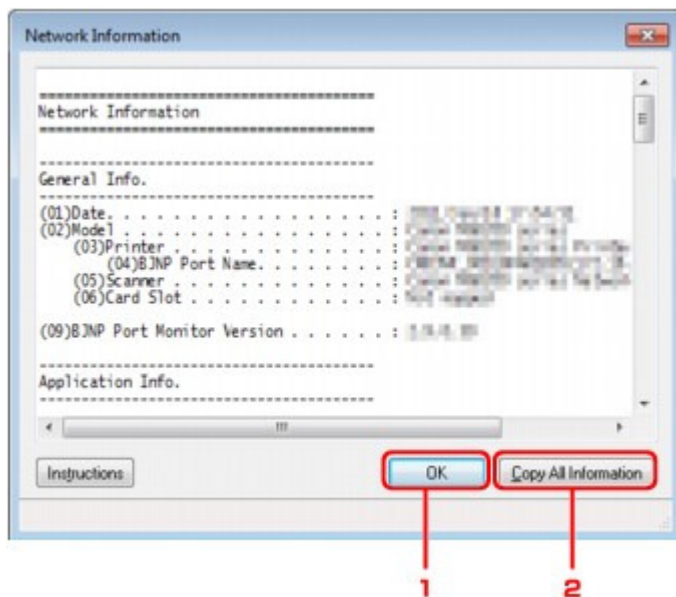 Network Information
Network Information
General Info.
(01)Date. . . . . . . . . . . . . . . . . :
(02)Model . . . . . . . . . . . . . . . . :
(03)Printer . . . . . . . . . . . . . :
(04)BJNP Port Name. . . . . . . . :
(05)Scanner . . . . . . . . . . . . . :
(06)Card Slot . . . . . . . . . . . . :
(09)BJNP Port Monitor Version . . . . . . :
Application Info.
Instructions
OK
Copy All Information
1
2